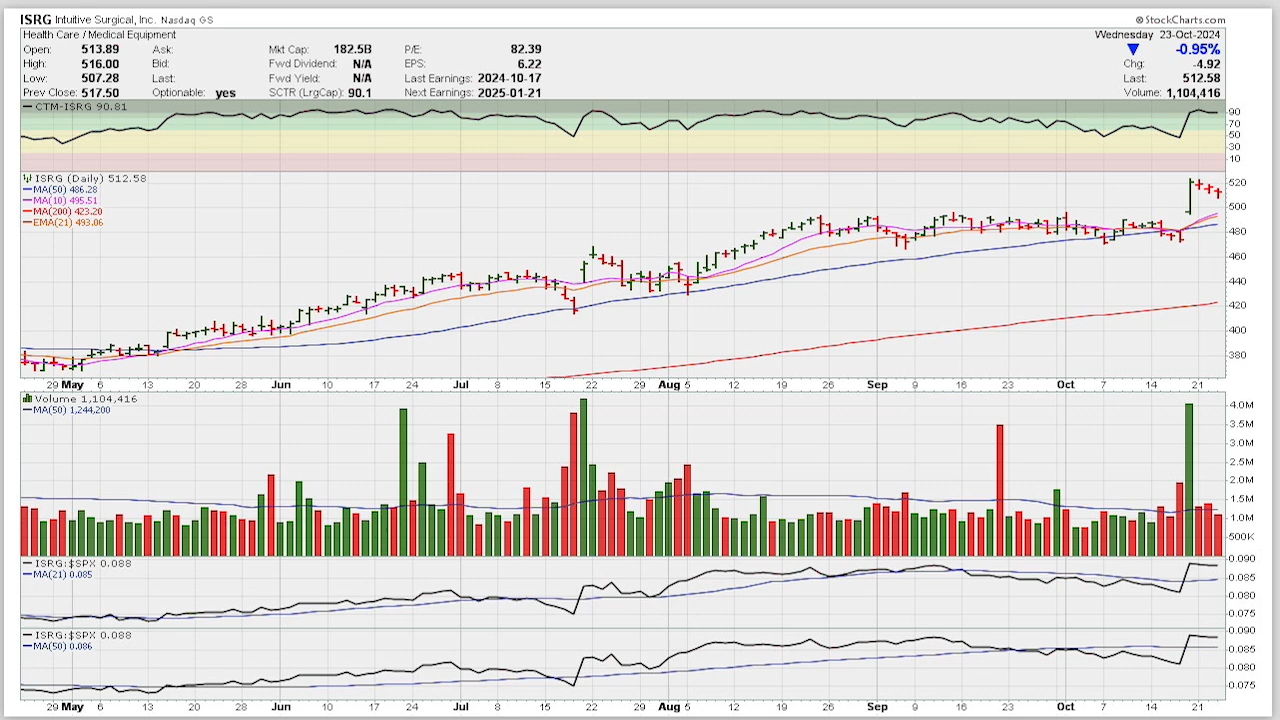 ISRG Intuitive Surgical, Inc. Nasdaq GS
@StockCharts.com
Health Care / Medical Equipment
Wednesday 23-Oct-2024
Open: 513.89 Ask: Mkt Cap: 182.5B P/E: 82.39 ▼ -0.95%
High: 516.00 Bid: Fwd Dividend: N/A EPS: 6.22 Chg: -4.92
Low: 507.28 Last: Fwd Yield: N/A Last Earnings: 2024-10-17 Last: 512.58
Prev Close: 517.50 Optionable: yes SCTR (LrgCap): 90.1 Next Earnings: 2025-01-21 Volume: 1,104,416
CTM-ISRG 90.81
90
70
50
30
10
ISRG (Daily) 512.58
MA(50) 486.28
MA(10) 495.51
MA(200) 423.20
EMA(21) 493.06
520
500
480
460
440
420
400
380
29 May 6 13 20 28 Jun 10 17 24 Jul 8 15 22 29 Aug 5 12 19 26 Sep 9 16 23 Oct 7 14 21
Volume 1,104,416
MA(50) 1,244,200
4.0M
3.5M
3.0M
2.5M
2.0M
1.5M
1.0M
500K
ISRG:$SPX 0.088
MA(21) 0.085
0.090
0.085
0.080
0.075
ISRG:$SPX 0.088
MA(50) 0.086
0.090
0.085
0.080
0.075
29 May 6 13 20 28 Jun 10 17 24 Jul 8 15 22 29 Aug 5 12 19 26 Sep 9 16 23 Oct 7 14 21